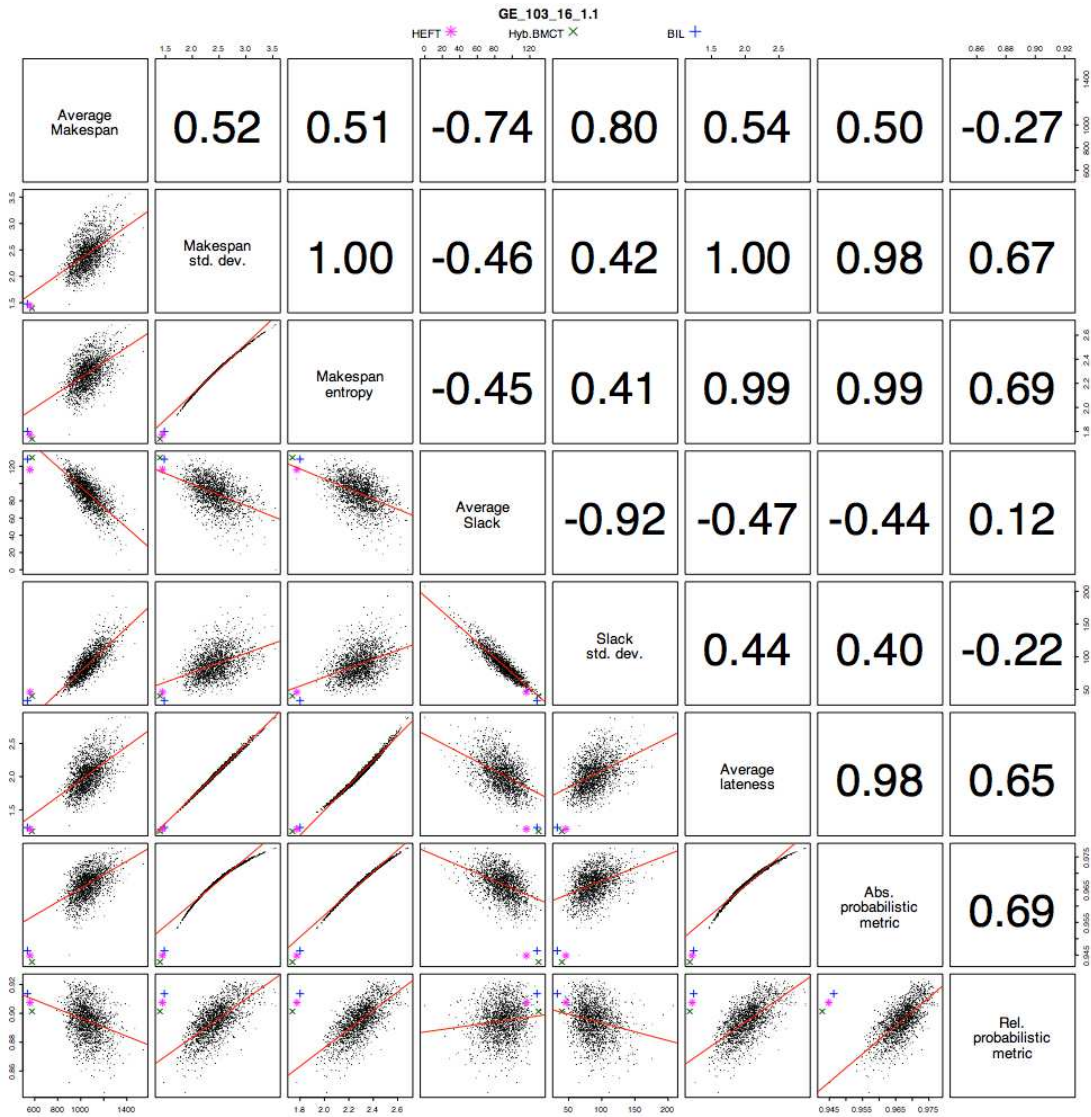 GE_103_16_1.1
HEFT Hyb.BMCT BIL
1.5 2.0 2.5 3.0 3.5 0 20 40 60 80 120 1.5 2.0 2.5 0.86 0.88 0.90 0.92
Average
Makespan
0.52 0.51 -0.74 0.80 0.54 0.50 -0.27
600 800 1000 1400
1.5 2.0 2.5 3.0 3.5
Makespan
std. dev.
1.00 -0.46 0.42 1.00 0.98 0.67
Makespan
entropy
-0.45 0.41 0.99 0.99 0.69
1.8 2.0 2.2 2.4 2.6
0 20 40 60 80 120
Average
Slack
-0.92 -0.47 -0.44 0.12
Slack
std. dev.
0.44 0.40 -0.22
50 100 150 200
1.5 2.0 2.5
Average
lateness
0.98 0.65
Abs.
probabilistic
metric
0.69
0.945 0.955 0.965 0.975
0.86 0.88 0.90 0.92
Rel.
probabilistic
metric
600 800 1000 1400 1.8 2.0 2.2 2.4 2.6 50 100 150 200 0.945 0.955 0.965 0.975